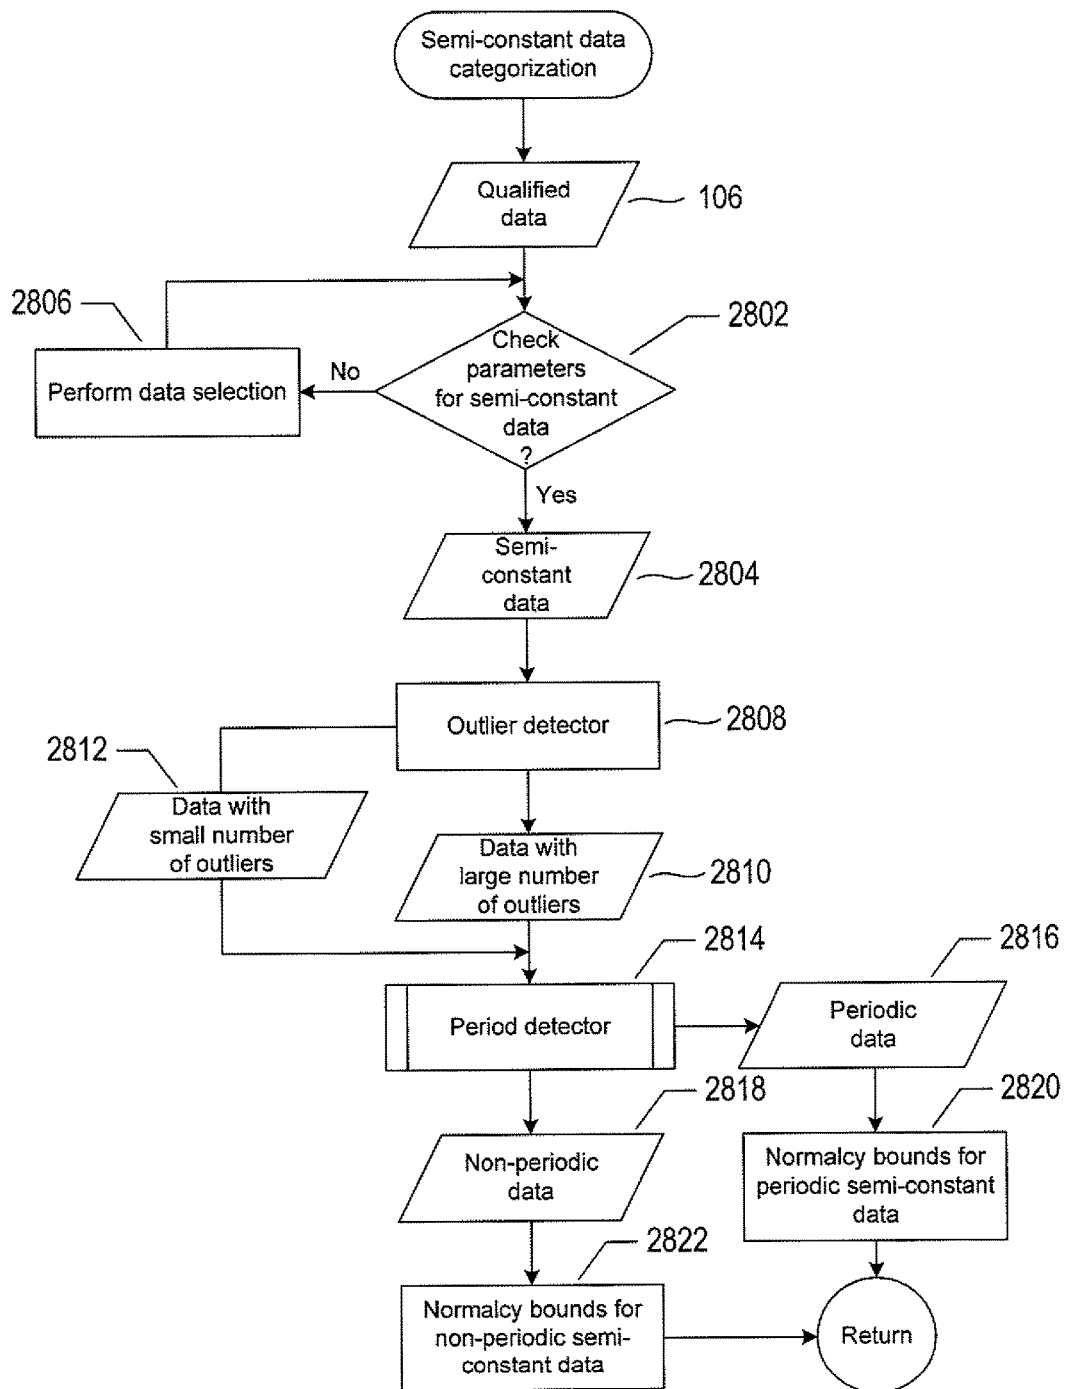 Semi-constant data
categorization
Qualified
data
106
2806
2802
Check
parameters
for semi-constant
data
?
No
Perform data selection
Yes
Semi-
constant
data
2804
Outlier detector
2808
2812
Data with
small number
of outliers
Data with
large number
of outliers
2810
2814
2816
Period detector
Periodic
data
2818
2820
Non-periodic
data
Normalcy bounds for
periodic semi-constant
data
2822
Normalcy bounds for
non-periodic semi-
constant data
Return